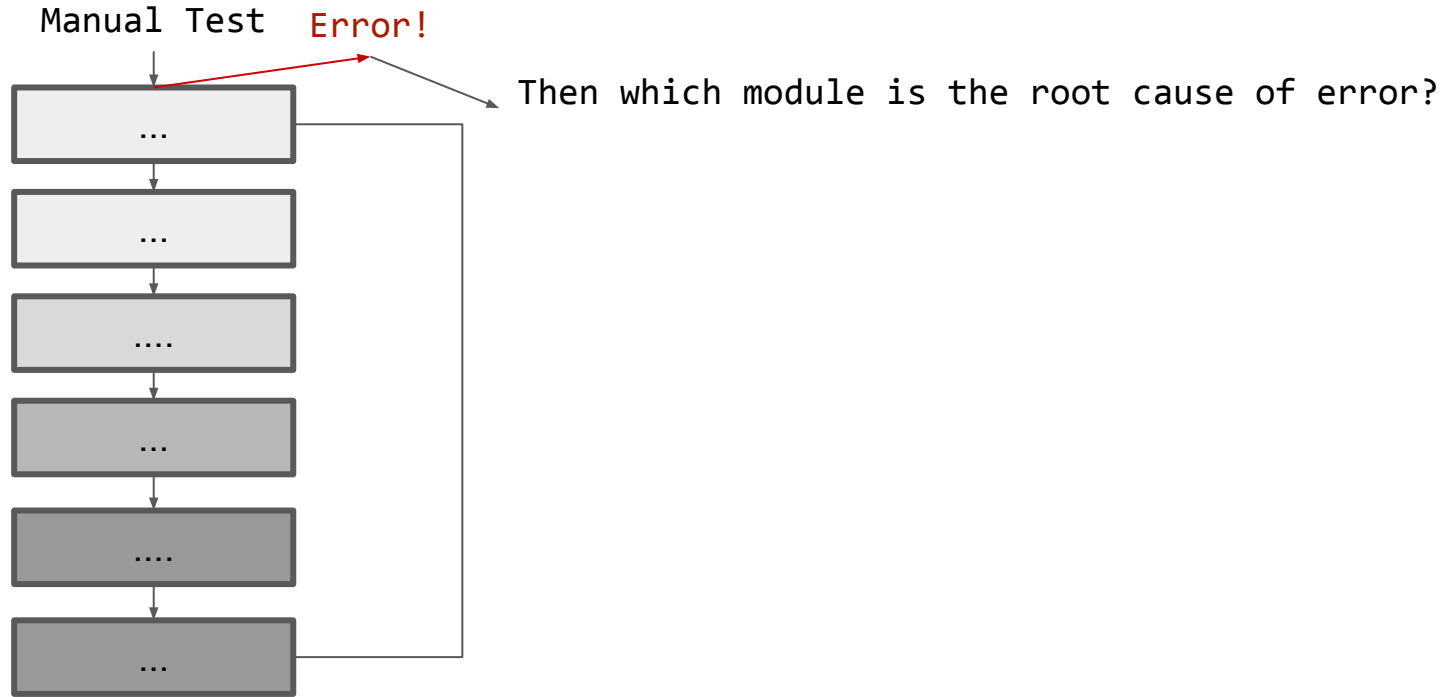 Manual Test
Error!
Then which module is the root cause of error?
...
...
....
...
....
...